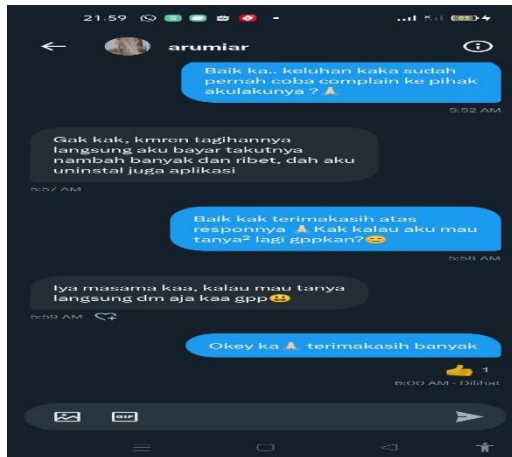 21.59
arumiar
Baik ka.. keluhan kaka sudah
pernah coba complain ke pihak
akulakunya ? 🙏
5:52 AM
Gak kak, kmron tagihannya
langsung aku bayar takutnya
nambah banyak dan ribet, dah aku
uninstal juga aplikasi
5:57 AM
Baik kak terimakasih atas
responnya 🙏 Kak kalau aku mau
tanya² lagi gppkan?😊
5:58 AM
Iya masama kaa, kalau mau tanya
langsung dm aja kaa gpp😃
5:59 AM
Okey ka 🙏 terimakasih banyak
👍 1
6:00 AM · Dilihat
GIF